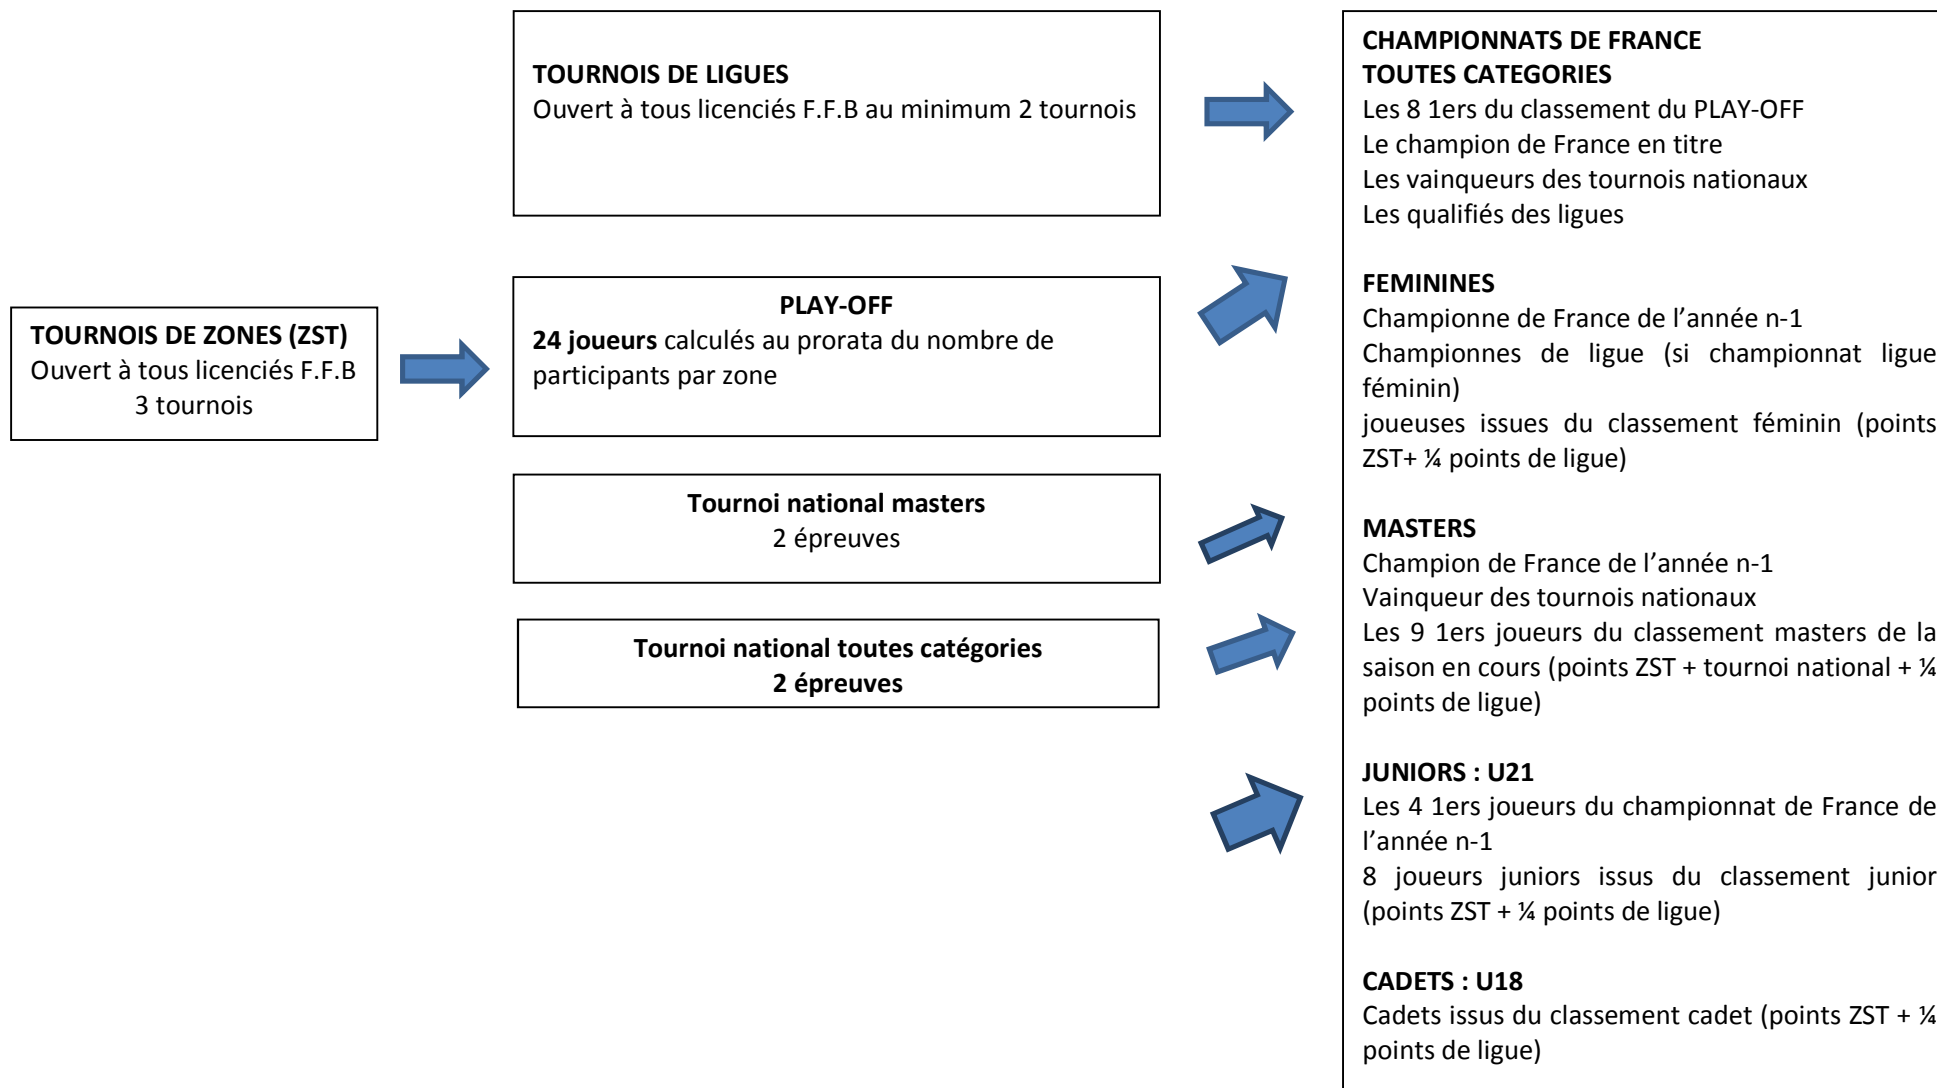 TOURNOIS DE ZONES (ZST)
Ouvert à tous licenciés F.F.B
3 tournois
TOURNOIS DE LIGUES
Ouvert à tous licenciés F.F.B au minimum 2 tournois
PLAY-OFF
24 joueurs calculés au prorata du nombre de
participants par zone
Tournoi national masters
2 épreuves
Tournoi national toutes catégories
2 épreuves
CHAMPIONNATS DE FRANCE
TOUTES CATEGORIES
Les 8 1ers du classement du PLAY-OFF
Le champion de France en titre
Les vainqueurs des tournois nationaux
Les qualifiés des ligues
FEMININES
Championne de France de l’année n-1
Championnes de ligue (si championnat ligue
féminin)
joueuses issues du classement féminin (points
ZST+ ¼ points de ligue)
MASTERS
Champion de France de l’année n-1
Vainqueur des tournois nationaux
Les 9 1ers joueurs du classement masters de la
saison en cours (points ZST + tournoi national + ¼
points de ligue)
JUNIORS : U21
Les 4 1ers joueurs du championnat de France de
l’année n-1
8 joueurs juniors issus du classement junior
(points ZST + ¼ points de ligue)
CADETS : U18
Cadets issus du classement cadet (points ZST + ¼
points de ligue)